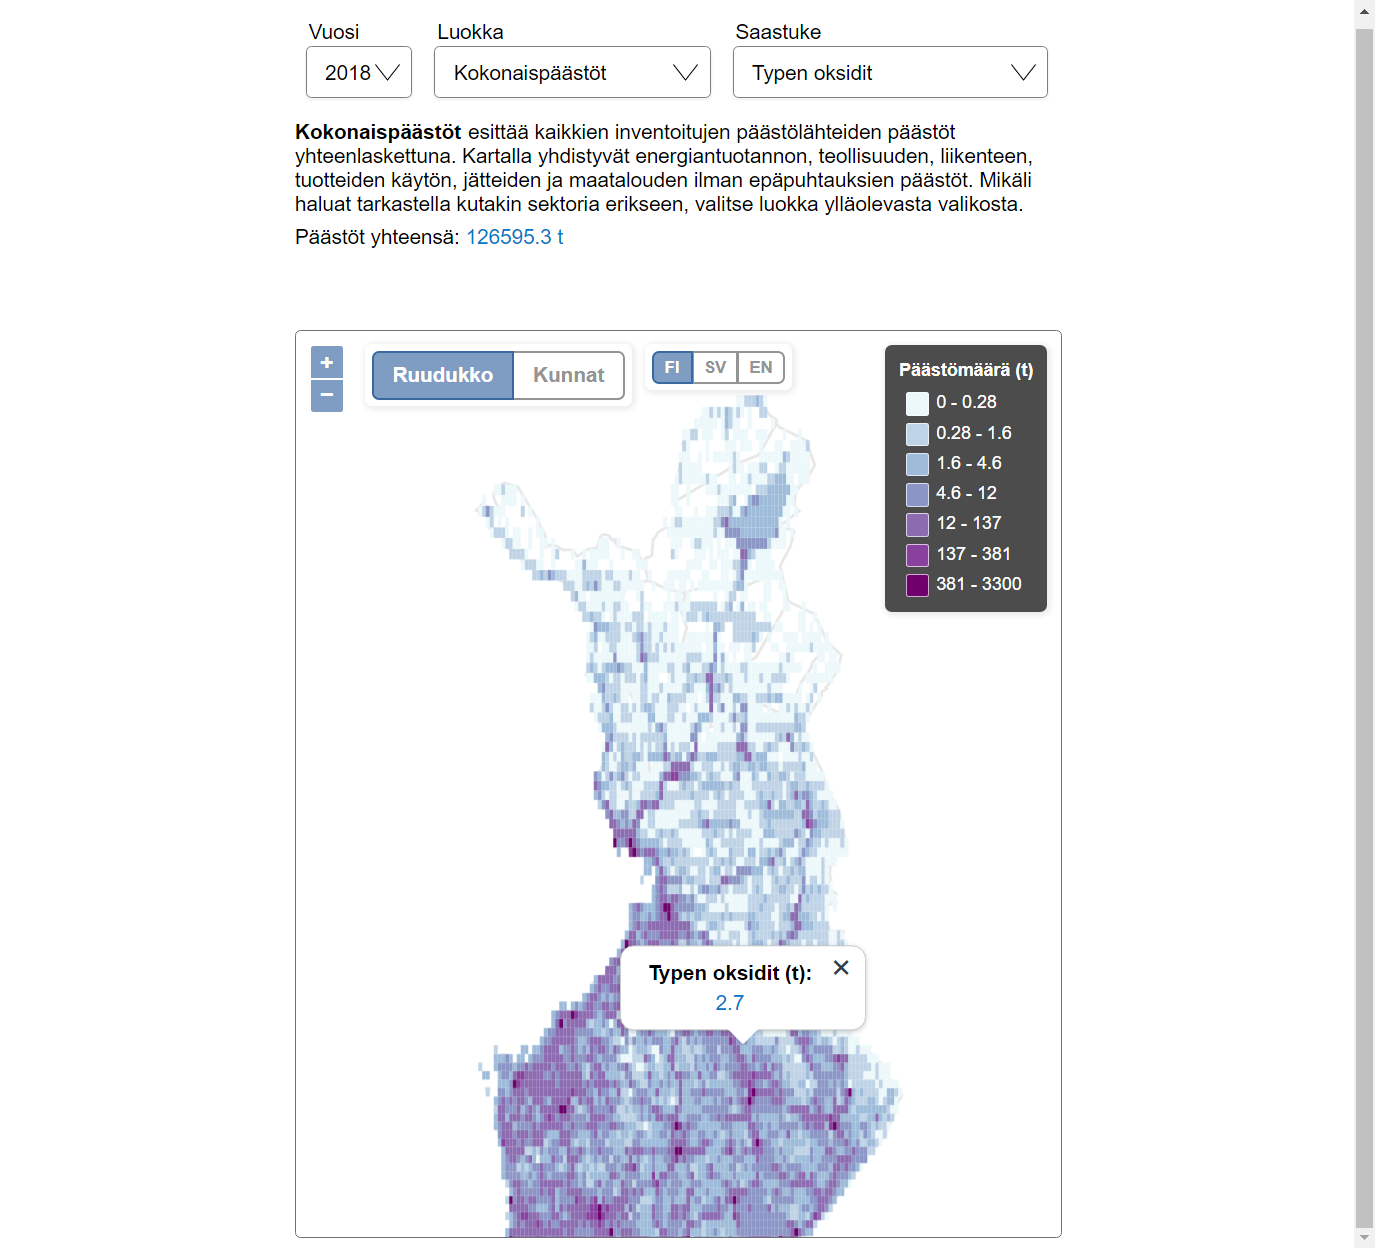 Vuosi
Luokka
Saastuke
2018
Kokonaispäästöt
Typen oksidit
Kokonaispäästöt esittää kaikkien inventoitujen päästölähteiden päästöt
yhteenlaskettuna. Kartalla yhdistyvät energiantuotannon, teollisuuden, liikenteen,
tuotteiden käytön, jätteiden ja maatalouden ilman epäpuhtauksien päästöt. Mikäli
haluat tarkastella kutakin sektoria erikseen, valitse luokka ylläolevasta valikosta.
Päästöt yhteensä: 126595.3 t
+
−
Ruudukko
Kunnat
FI
SV
EN
Päästömäärä (t)
0 - 0.28
0.28 - 1.6
1.6 - 4.6
4.6 - 12
12 - 137
137 - 381
381 - 3300
Typen oksidit (t):
2.7